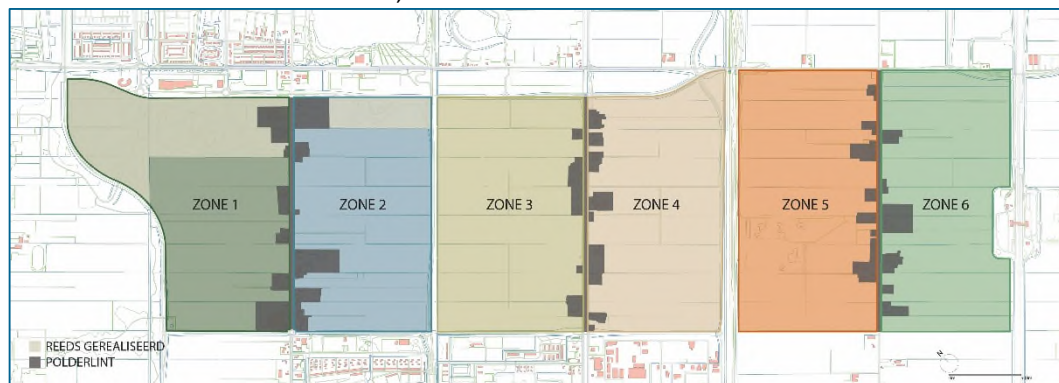 ZONE 1
ZONE 2
ZONE 3
ZONE 4
ZONE 5
ZONE 6
REEDS GEREALISEERD
POLDERLINT
N